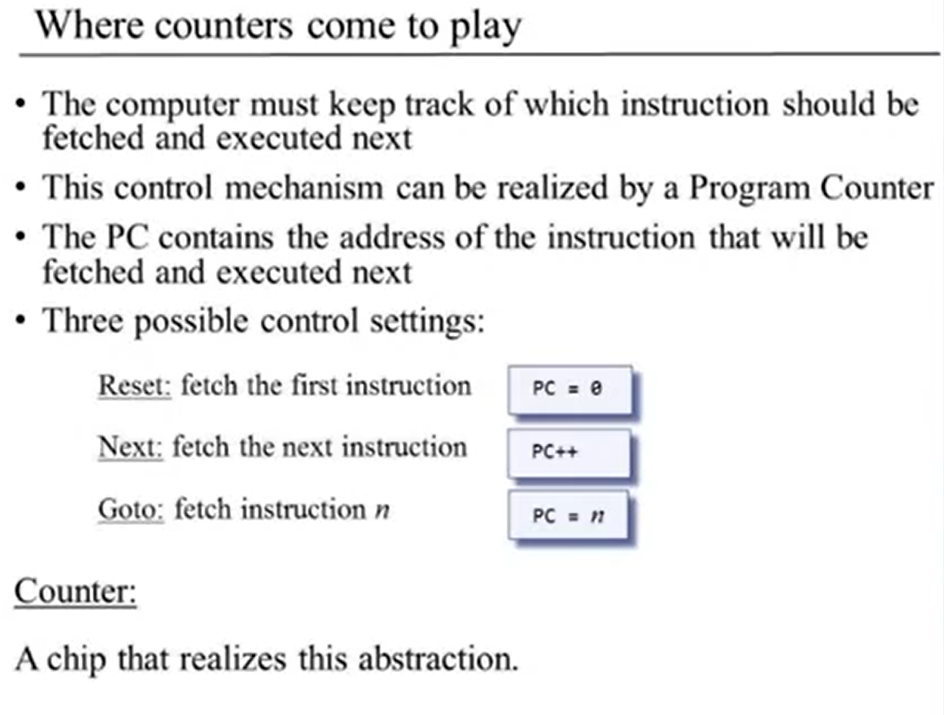 Where counters come to play
• The computer must keep track of which instruction should be
fetched and executed next
• This control mechanism can be realized by a Program Counter
• The PC contains the address of the instruction that will be
fetched and executed next
• Three possible control settings:
Reset: fetch the first instruction PC = 0
Next: fetch the next instruction PC++
Goto: fetch instruction n PC = n
Counter:
A chip that realizes this abstraction.